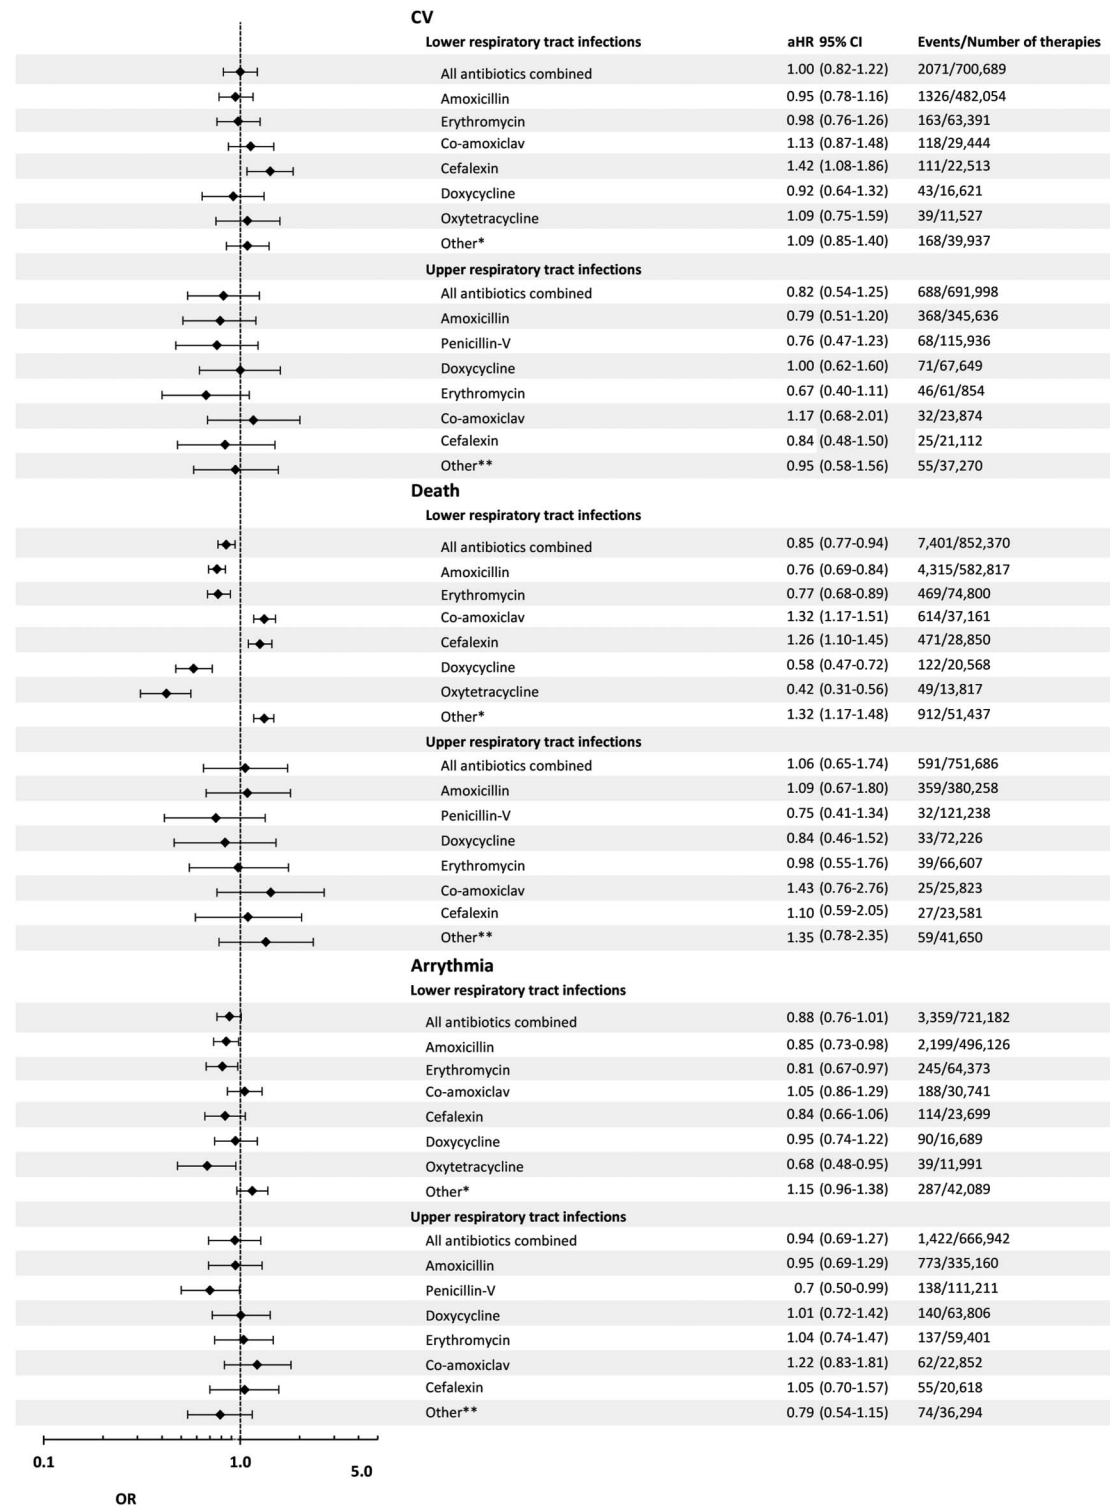 CV
Lower respiratory tract infections aHR 95% CI Events/Number of therapies
All antibiotics combined 1.00 (0.82-1.22) 2071/700,689
Amoxicillin 0.95 (0.78-1.16) 1326/482,054
Erythromycin 0.98 (0.76-1.26) 163/63,391
Co-amoxiclav 1.13 (0.87-1.48) 118/29,444
Cefalexin 1.42 (1.08-1.86) 111/22,513
Doxycycline 0.92 (0.64-1.32) 43/16,621
Oxytetracycline 1.09 (0.75-1.59) 39/11,527
Other* 1.09 (0.85-1.40) 168/39,937
Upper respiratory tract infections
All antibiotics combined 0.82 (0.54-1.25) 688/691,998
Amoxicillin 0.79 (0.51-1.20) 368/345,636
Penicillin-V 0.76 (0.47-1.23) 68/115,936
Doxycycline 1.00 (0.62-1.60) 71/67,649
Erythromycin 0.67 (0.40-1.11) 46/61/854
Co-amoxiclav 1.17 (0.68-2.01) 32/23,874
Cefalexin 0.84 (0.48-1.50) 25/21,112
Other** 0.95 (0.58-1.56) 55/37,270
Death
Lower respiratory tract infections
All antibiotics combined 0.85 (0.77-0.94) 7,401/852,370
Amoxicillin 0.76 (0.69-0.84) 4,315/582,817
Erythromycin 0.77 (0.68-0.89) 469/74,800
Co-amoxiclav 1.32 (1.17-1.51) 614/37,161
Cefalexin 1.26 (1.10-1.45) 471/28,850
Doxycycline 0.58 (0.47-0.72) 122/20,568
Oxytetracycline 0.42 (0.31-0.56) 49/13,817
Other* 1.32 (1.17-1.48) 912/51,437
Upper respiratory tract infections
All antibiotics combined 1.06 (0.65-1.74) 591/751,686
Amoxicillin 1.09 (0.67-1.80) 359/380,258
Penicillin-V 0.75 (0.41-1.34) 32/121,238
Doxycycline 0.84 (0.46-1.52) 33/72,226
Erythromycin 0.98 (0.55-1.76) 39/66,607
Co-amoxiclav 1.43 (0.76-2.76) 25/25,823
Cefalexin 1.10 (0.59-2.05) 27/23,581
Other** 1.35 (0.78-2.35) 59/41,650
Arrythmia
Lower respiratory tract infections
All antibiotics combined 0.88 (0.76-1.01) 3,359/721,182
Amoxicillin 0.85 (0.73-0.98) 2,199/496,126
Erythromycin 0.81 (0.67-0.97) 245/64,373
Co-amoxiclav 1.05 (0.86-1.29) 188/30,741
Cefalexin 0.84 (0.66-1.06) 114/23,699
Doxycycline 0.95 (0.74-1.22) 90/16,689
Oxytetracycline 0.68 (0.48-0.95) 39/11,991
Other* 1.15 (0.96-1.38) 287/42,089
Upper respiratory tract infections
All antibiotics combined 0.94 (0.69-1.27) 1,422/666,942
Amoxicillin 0.95 (0.69-1.29) 773/335,160
Penicillin-V 0.7 (0.50-0.99) 138/111,211
Doxycycline 1.01 (0.72-1.42) 140/63,806
Erythromycin 1.04 (0.74-1.47) 137/59,401
Co-amoxiclav 1.22 (0.83-1.81) 62/22,852
Cefalexin 1.05 (0.70-1.57) 55/20,618
Other** 0.79 (0.54-1.15) 74/36,294
0.1 1.0 5.0
OR